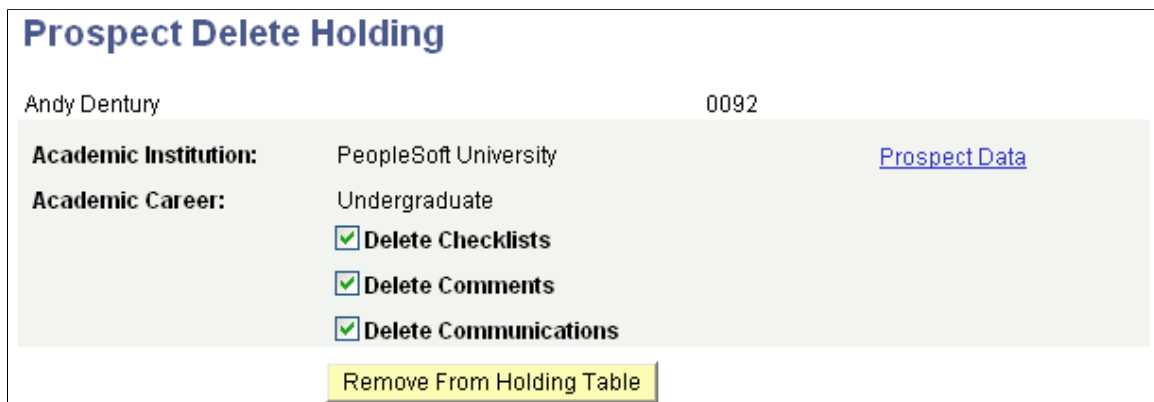 Prospect Delete Holding
Andy Dentury 0092
Academic Institution: PeopleSoft University Prospect Data
Academic Career: Undergraduate
Delete Checklists
Delete Comments
Delete Communications
Remove From Holding Table